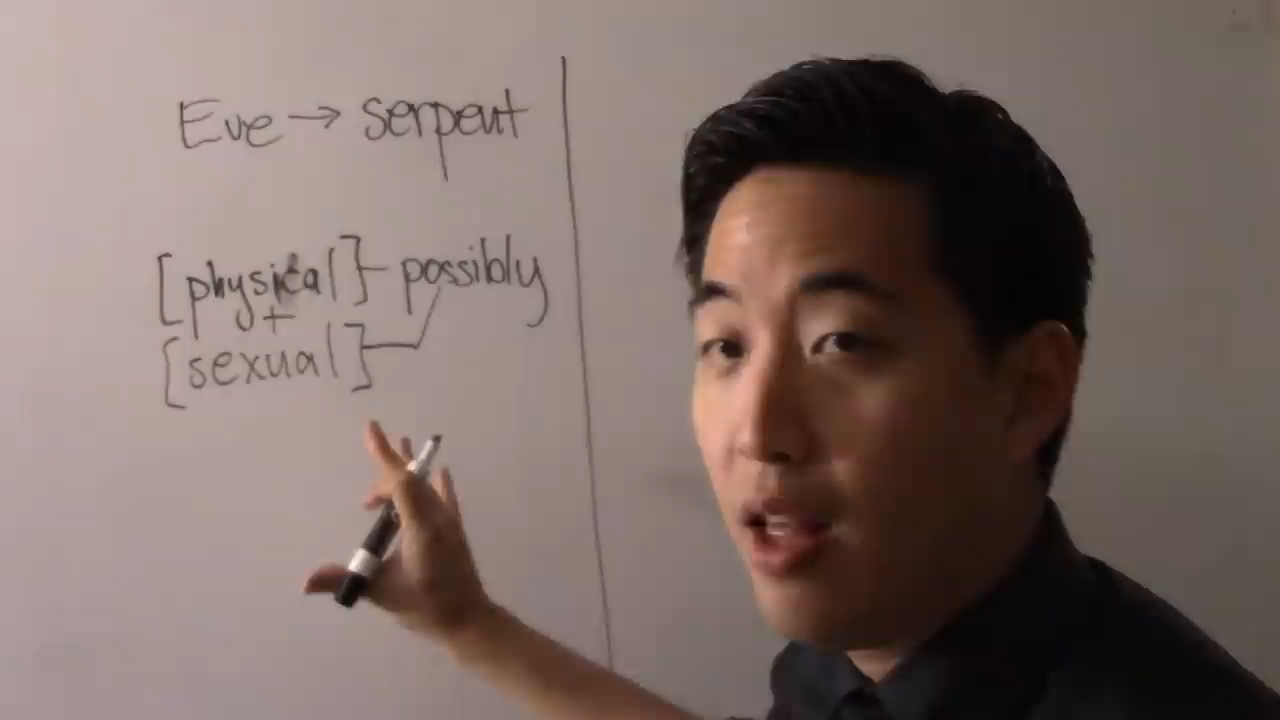 Eve → serpent
[physical] - possibly
+
[sexual]